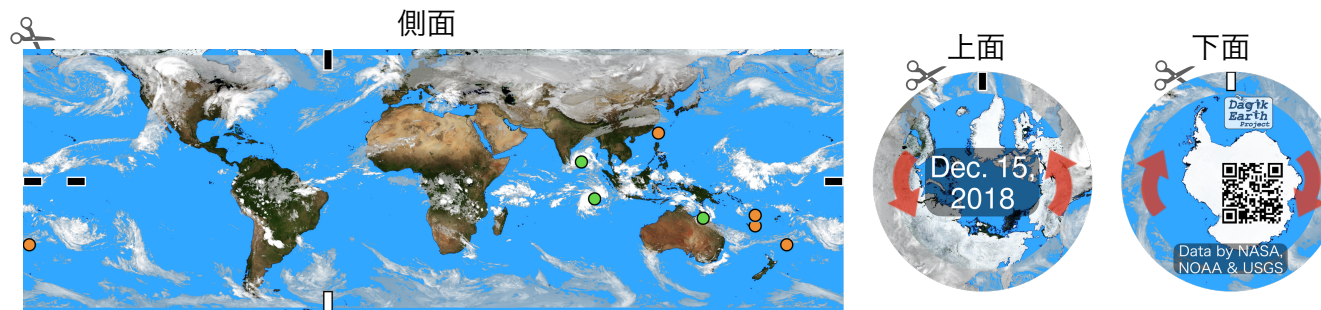 側面
上面
Dec. 15,
2018
下面
Dagik
Earth
Project
Data by NASA,
NOAA & USGS